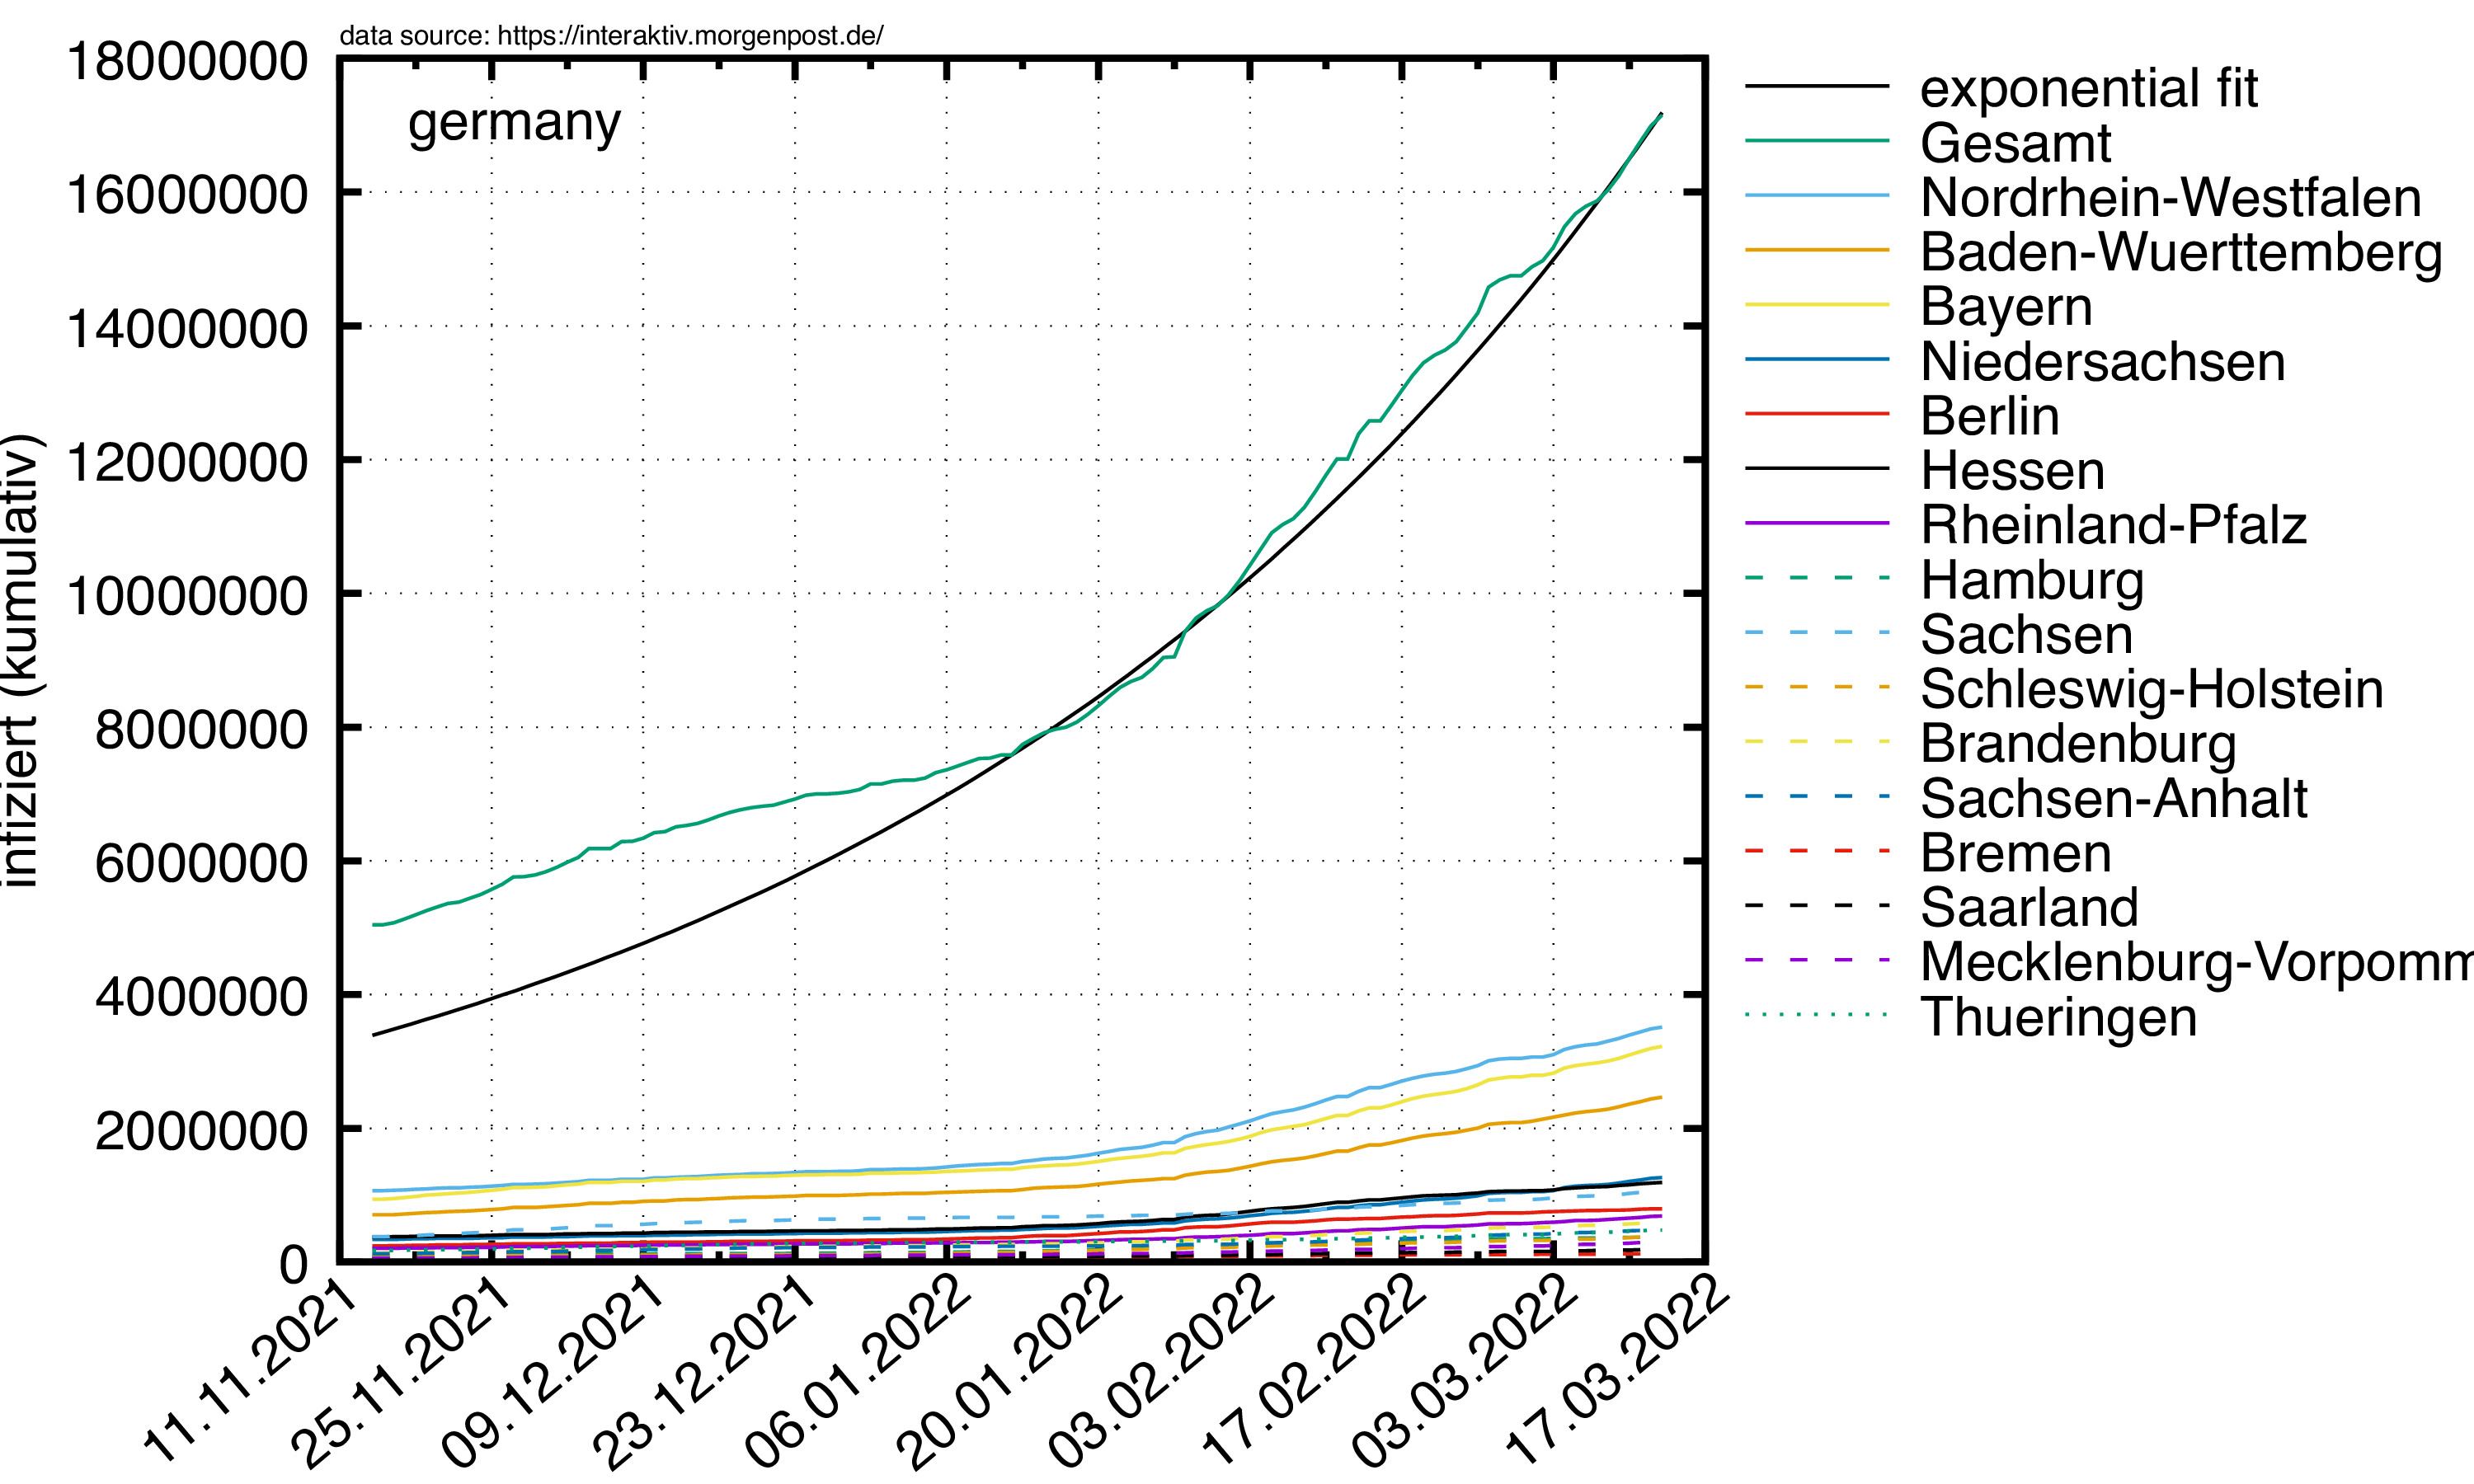 data source: https://interaktiv.morgenpost.de/
germany
infiziert (kumulativ)
18000000
16000000
14000000
12000000
10000000
8000000
6000000
4000000
2000000
0
11.11.2021
25.11.2021
09.12.2021
23.12.2021
06.01.2022
20.01.2022
03.02.2022
17.02.2022
03.03.2022
17.03.2022
exponential fit
Gesamt
Nordrhein-Westfalen
Baden-Wuerttemberg
Bayern
Niedersachsen
Berlin
Hessen
Rheinland-Pfalz
Hamburg
Sachsen
Schleswig-Holstein
Brandenburg
Sachsen-Anhalt
Bremen
Saarland
Mecklenburg-Vorpomm
Thueringen